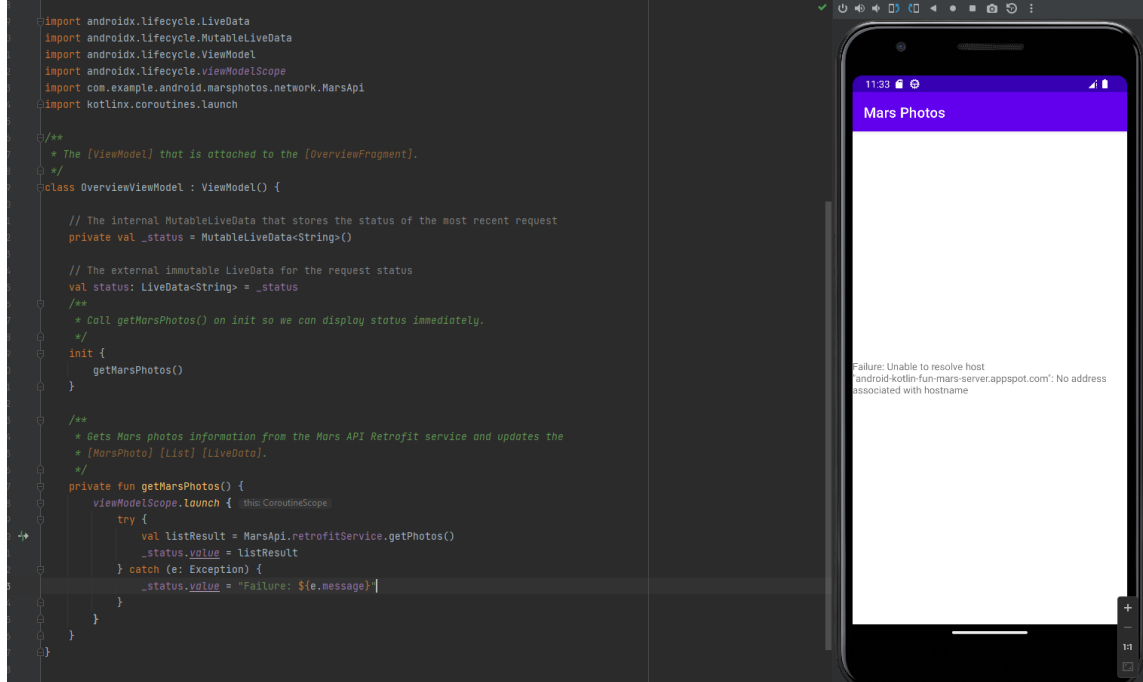 import androidx.lifecycle.LiveData
import androidx.lifecycle.MutableLiveData
import androidx.lifecycle.ViewModel
import androidx.lifecycle.viewModelScope
import com.example.android.marsphotos.network.MarsApi
import kotlinx.coroutines.launch
/**
* The [ViewModel] that is attached to the [OverviewFragment].
*/
class OverviewViewModel : ViewModel() {
// The internal MutableLiveData that stores the status of the most recent request
private val _status = MutableLiveData<String>()
// The external immutable LiveData for the request status
val status: LiveData<String> = _status
/**
* Call getMarsPhotos() on init so we can display status immediately.
*/
init {
getMarsPhotos()
}
/**
* Gets Mars photos information from the Mars API Retrofit service and updates the
* [MarsPhoto] [List] [LiveData].
*/
private fun getMarsPhotos() {
viewModelScope.launch { this: CoroutineScope
try {
val listResult = MarsApi.retrofitService.getPhotos()
_status.value = listResult
} catch (e: Exception) {
_status.value = "Failure: ${e.message}"
}
}
}
}
11:33
Mars Photos
Failure: Unable to resolve host
"android-kotlin-fun-mars-server.appspot.com": No address
associated with hostname
1:1